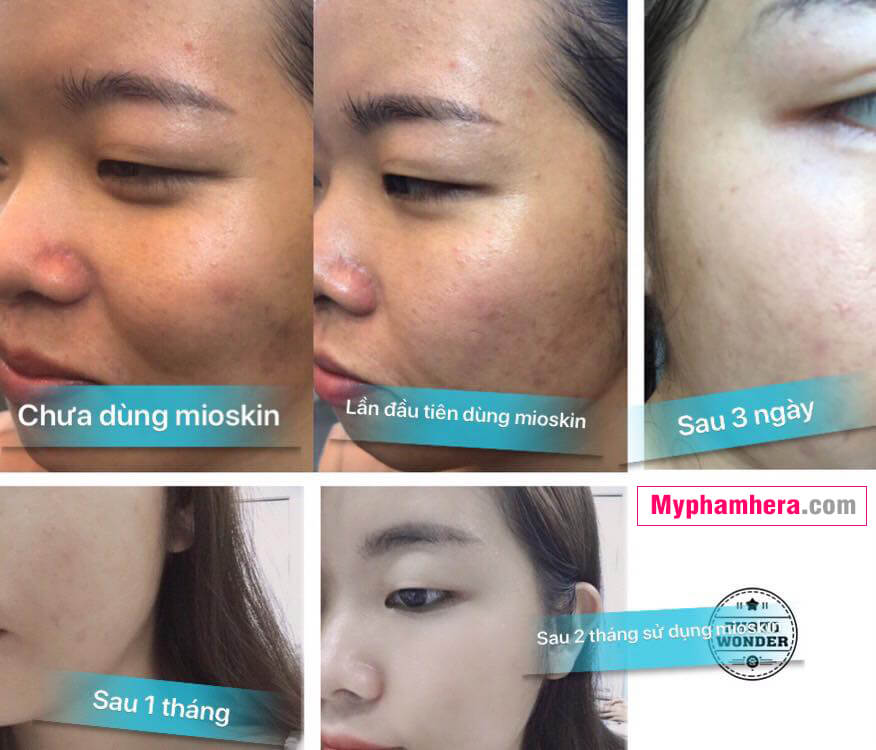 Chưa dùng mioskin
Lần đầu tiên dùng mioskin
Sau 3 ngày
Myphamhera.com
Sau 1 tháng
Sau 2 tháng sử dụng mioskin
WONDER